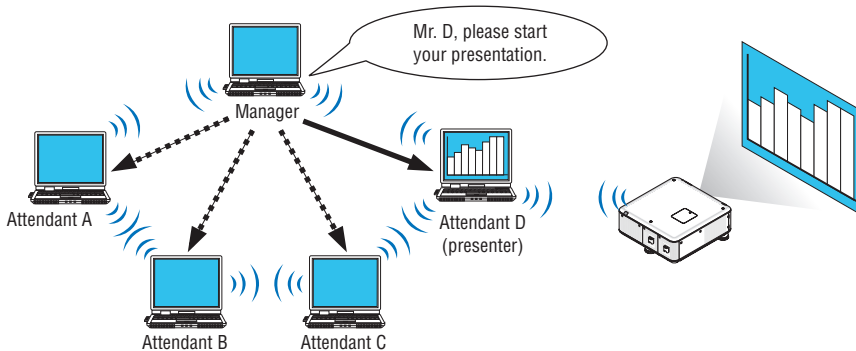 Mr. D, please start
your presentation.
Manager
Attendant A
Attendant D
(presenter)
Attendant B
Attendant C